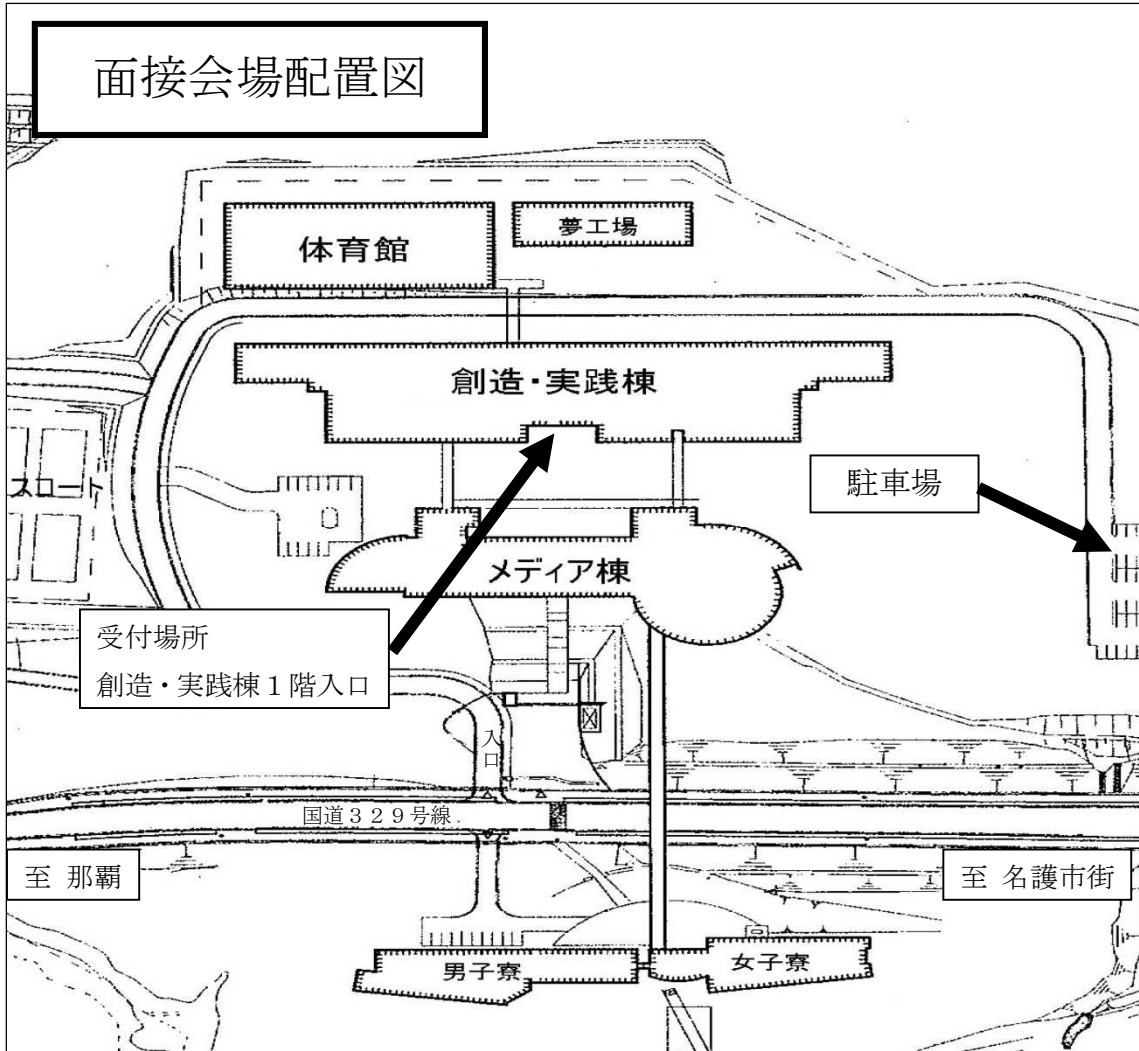 面接会場配置図
体育館
夢工場
創造・実践棟
駐車場
スロート
メディア棟
受付場所
創造・実践棟１階入口
入口
国道３２９号線
至 那覇
至 名護市街
男子寮
女子寮